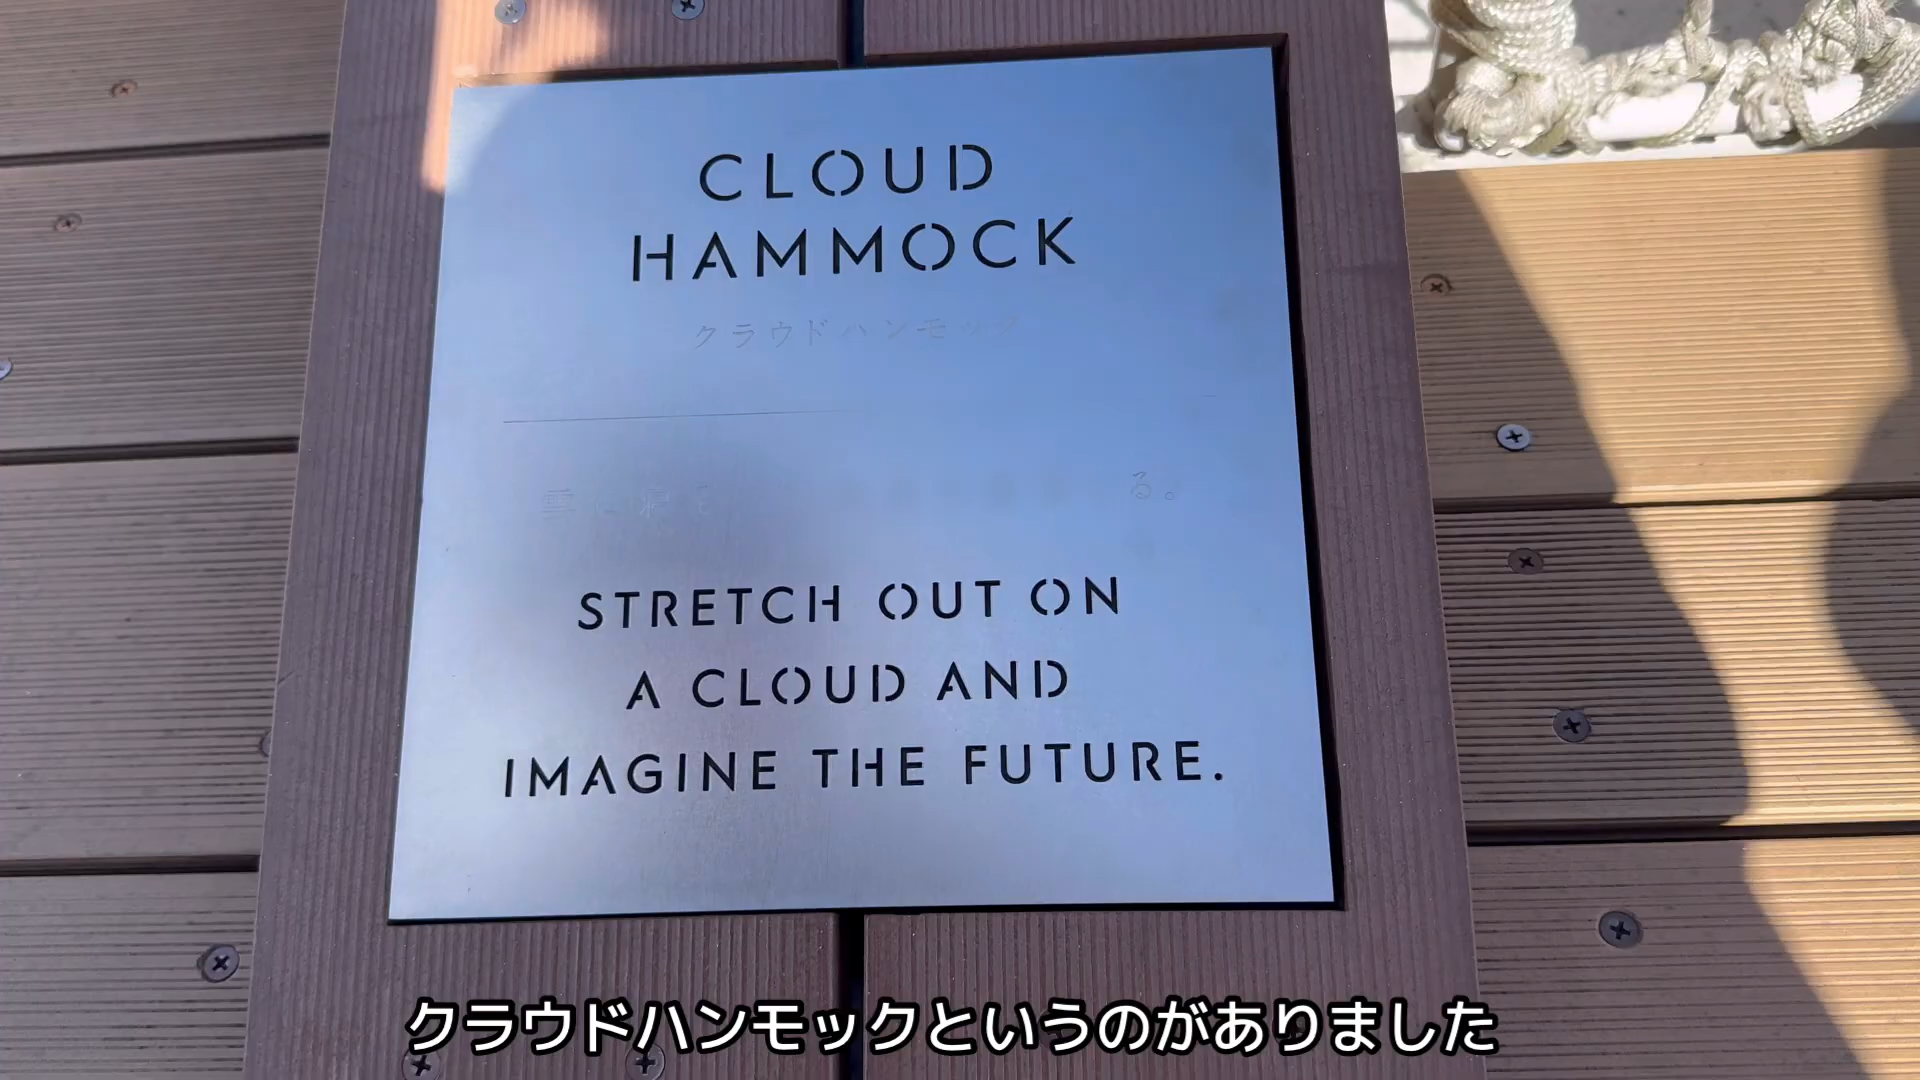 CLOUD
HAMMOCK
クラウドハンモック
る。
STRETCH OUT ON
A CLOUD AND
IMAGINE THE FUTURE.
クラウドハンモックというのがありました